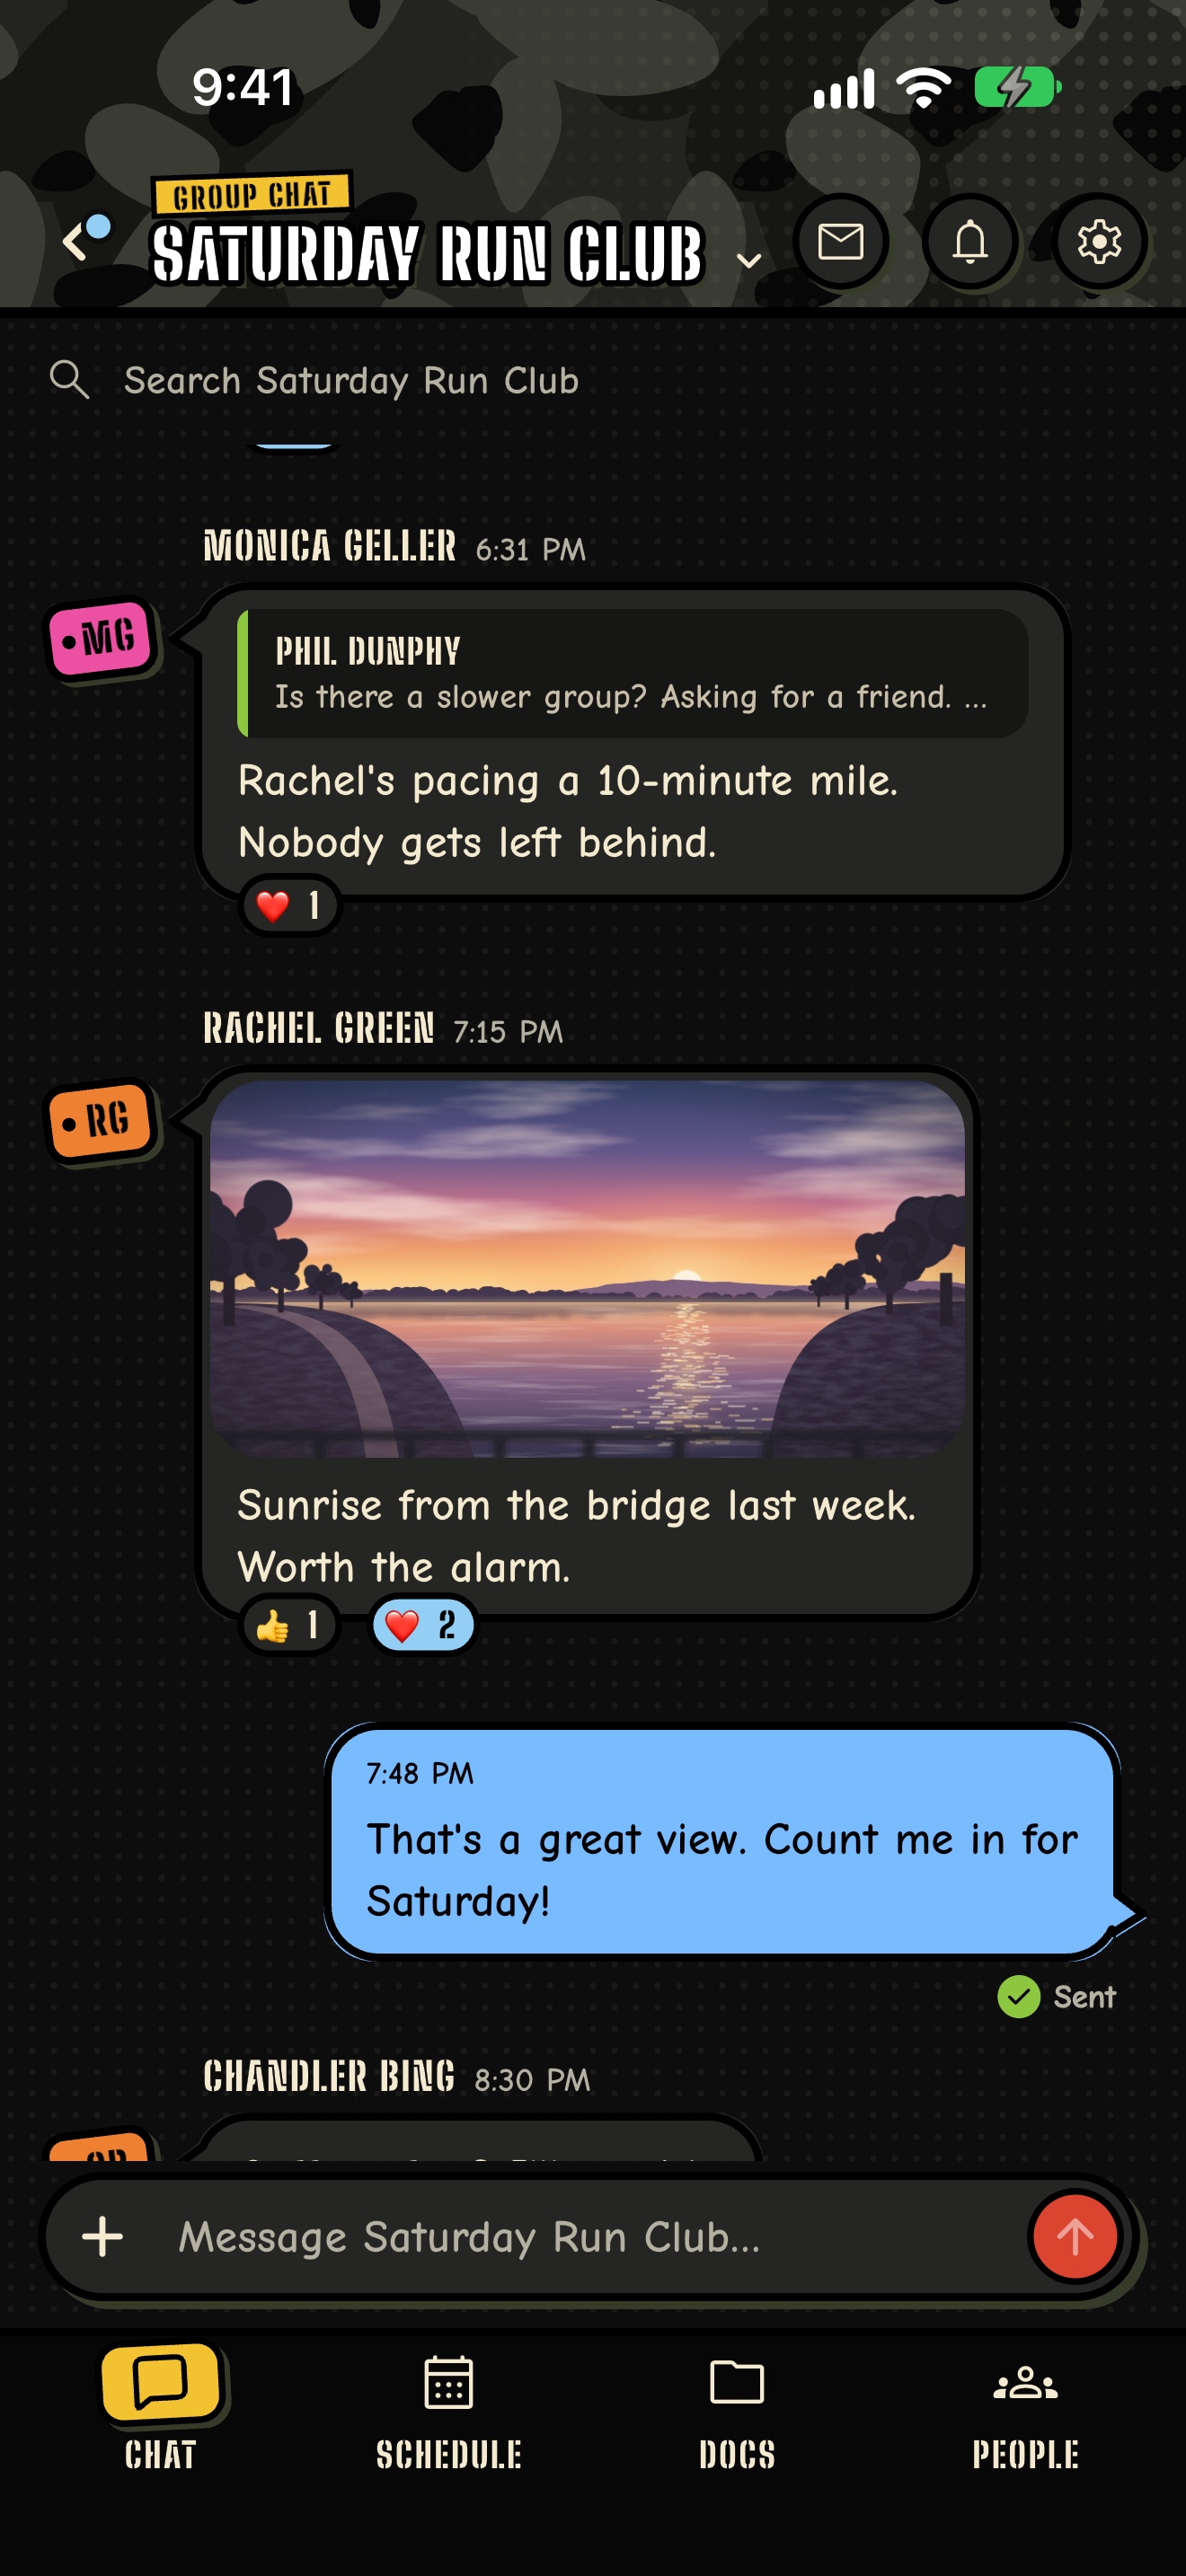 9:41
GROUP CHAT
SATURDAY RUN CLUB
Search Saturday Run Club
MONICA GELLER 6:31 PM
MG
PHIL DUNPHY
Is there a slower group? Asking for a friend. ...
Rachel's pacing a 10-minute mile.
Nobody gets left behind.
❤️ 1
RACHEL GREEN 7:15 PM
RG
Sunrise from the bridge last week.
Worth the alarm.
👍 1 ❤️ 2
7:48 PM
That's a great view. Count me in for
Saturday!
Sent
CHANDLER BING 8:30 PM
Message Saturday Run Club...
CHAT SCHEDULE DOCS PEOPLE